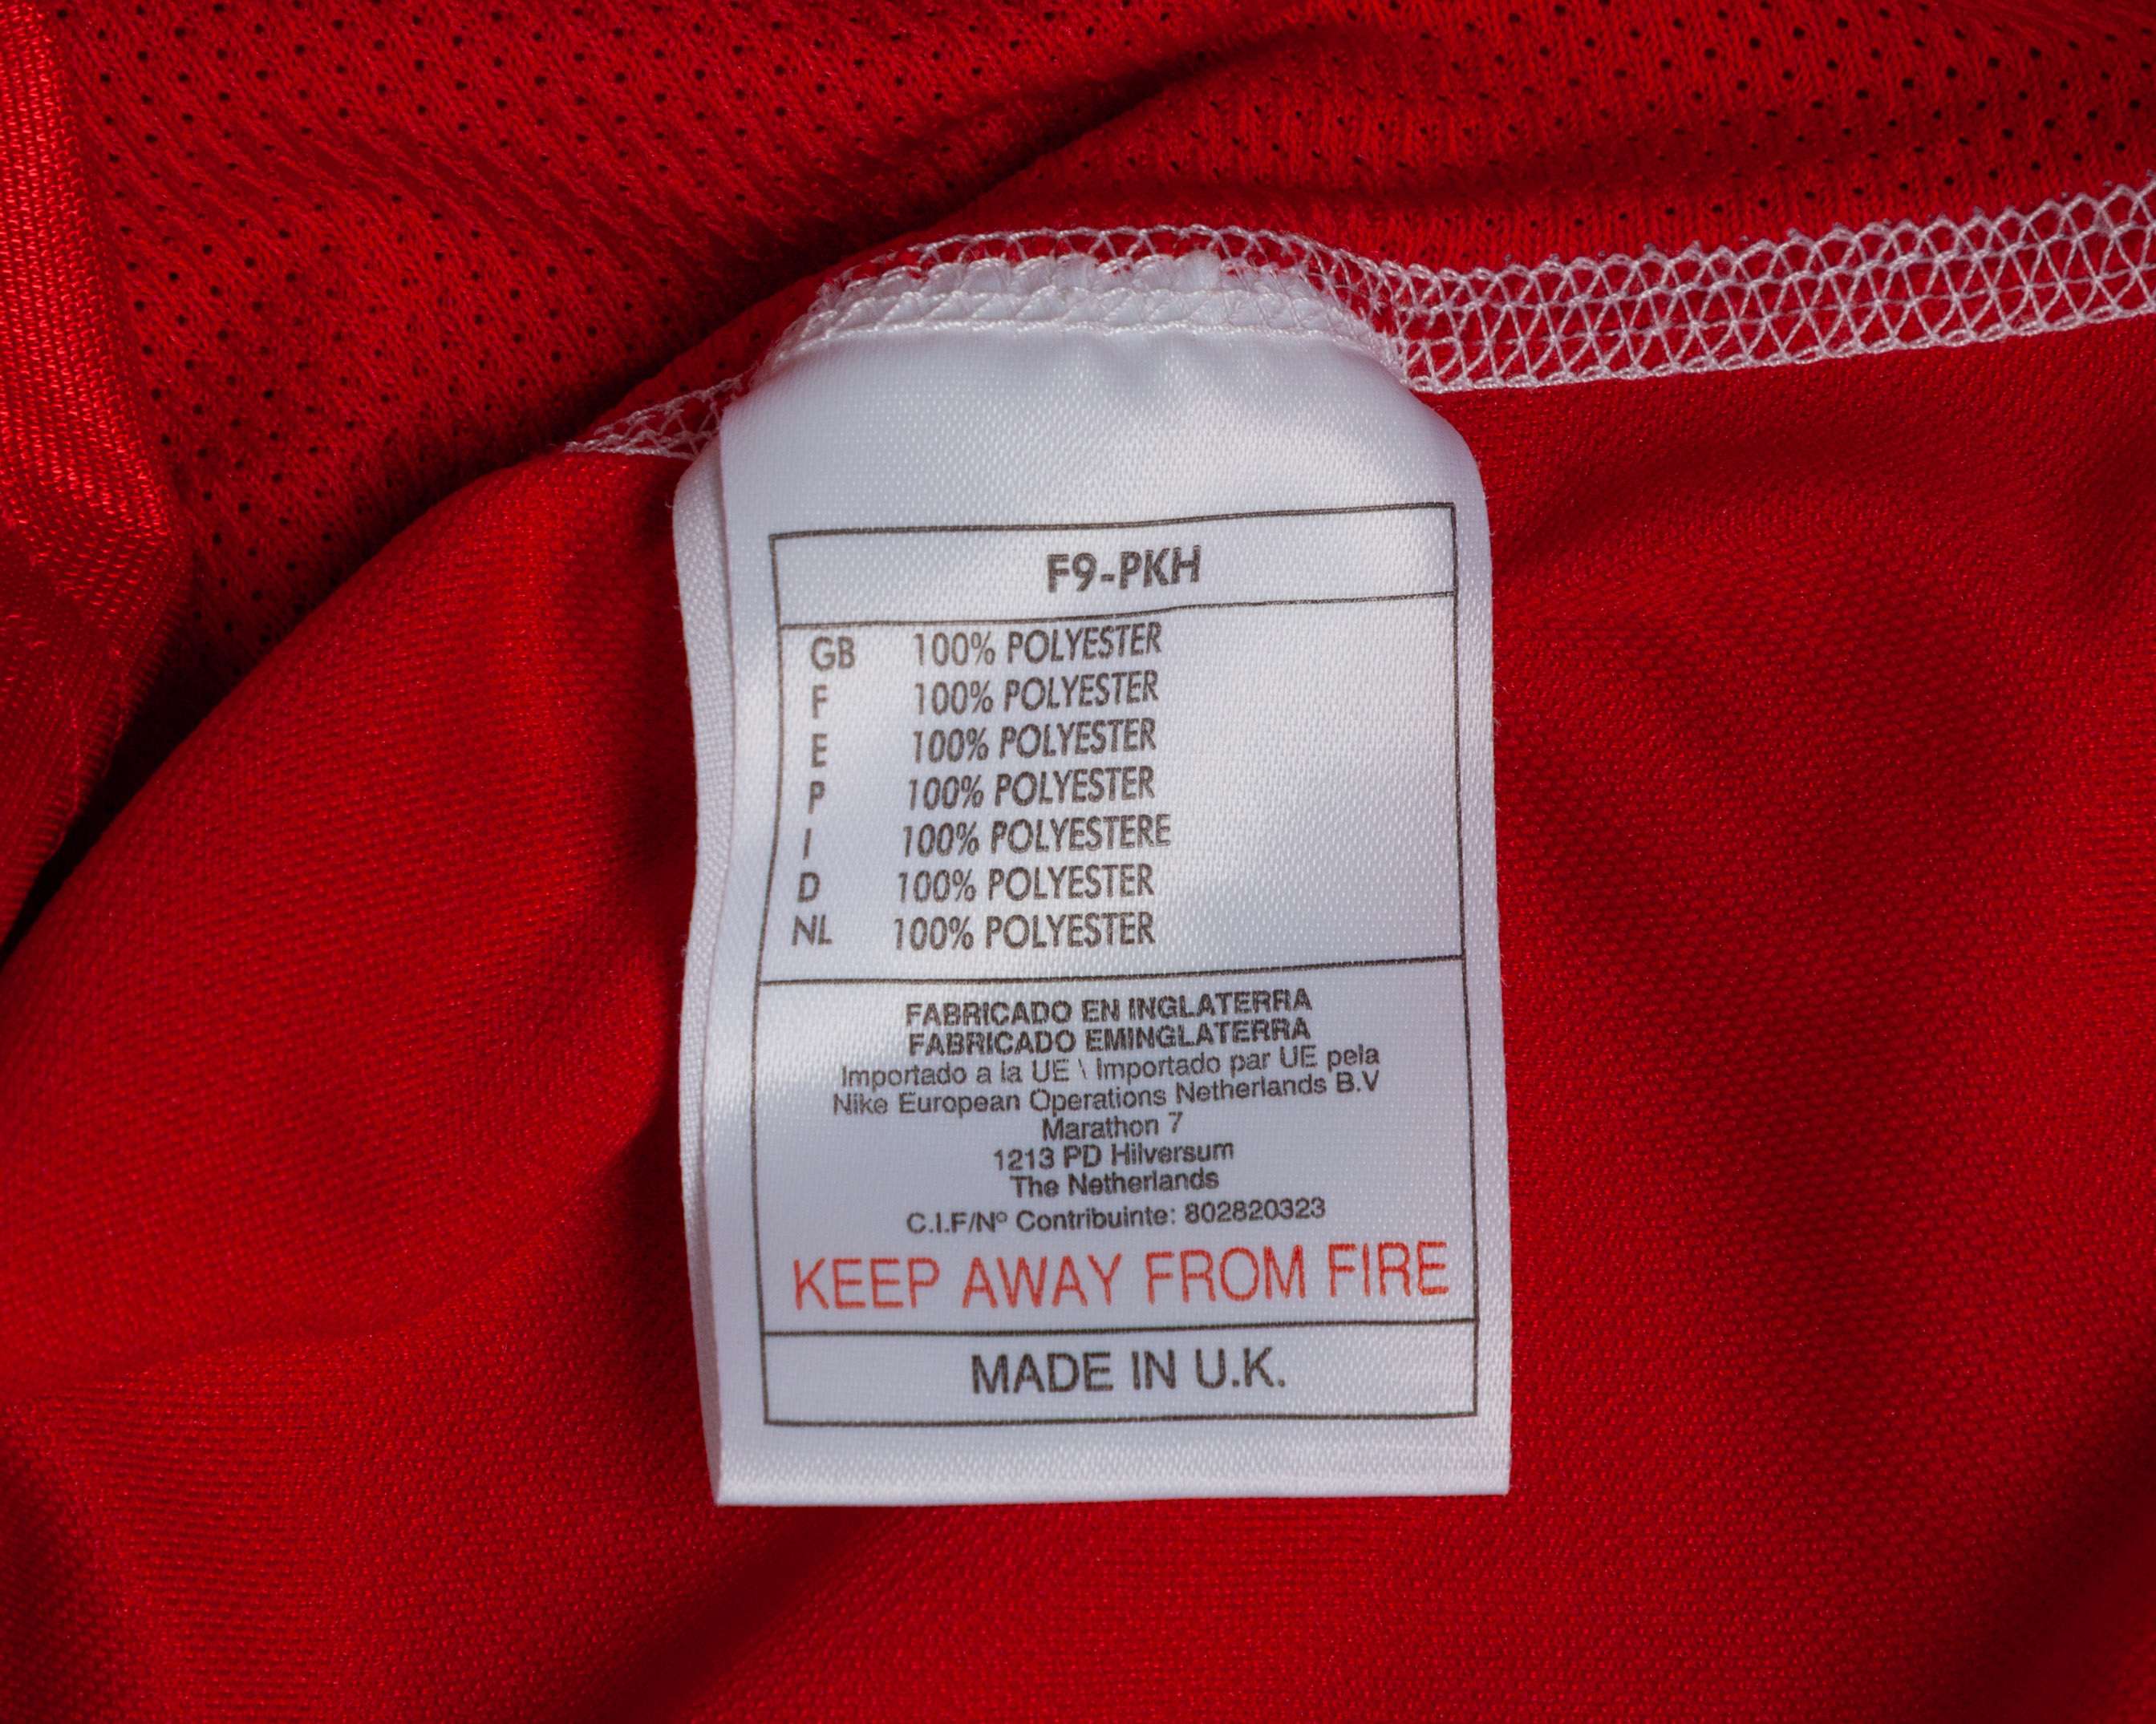 F9-PKH
GB 100% POLYESTER
F 100% POLYESTER
E 100% POLYESTER
P 100% POLYESTER
I 100% POLYESTERE
D 100% POLYESTER
NL 100% POLYESTER
FABRICADO EN INGLATERRA
FABRICADO EMINGLATERRA
Importado a la UE \ Importado par UE pela
Nike European Operations Netherlands B.V
Marathon 7
1213 PD Hilversum
The Netherlands
C.I.F/Nº Contribuinte: 802820323
KEEP AWAY FROM FIRE
MADE IN U.K.